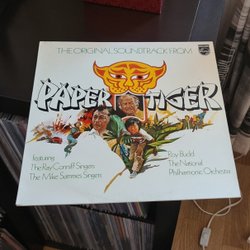 THE ORIGINAL SOUNDTRACK FROM
PHILIPS
PAPER TIGER
featuring
The Ray Conniff Singers
The Mike Sammes Singers
Roy Budd
The National
Philharmonic Orchestra